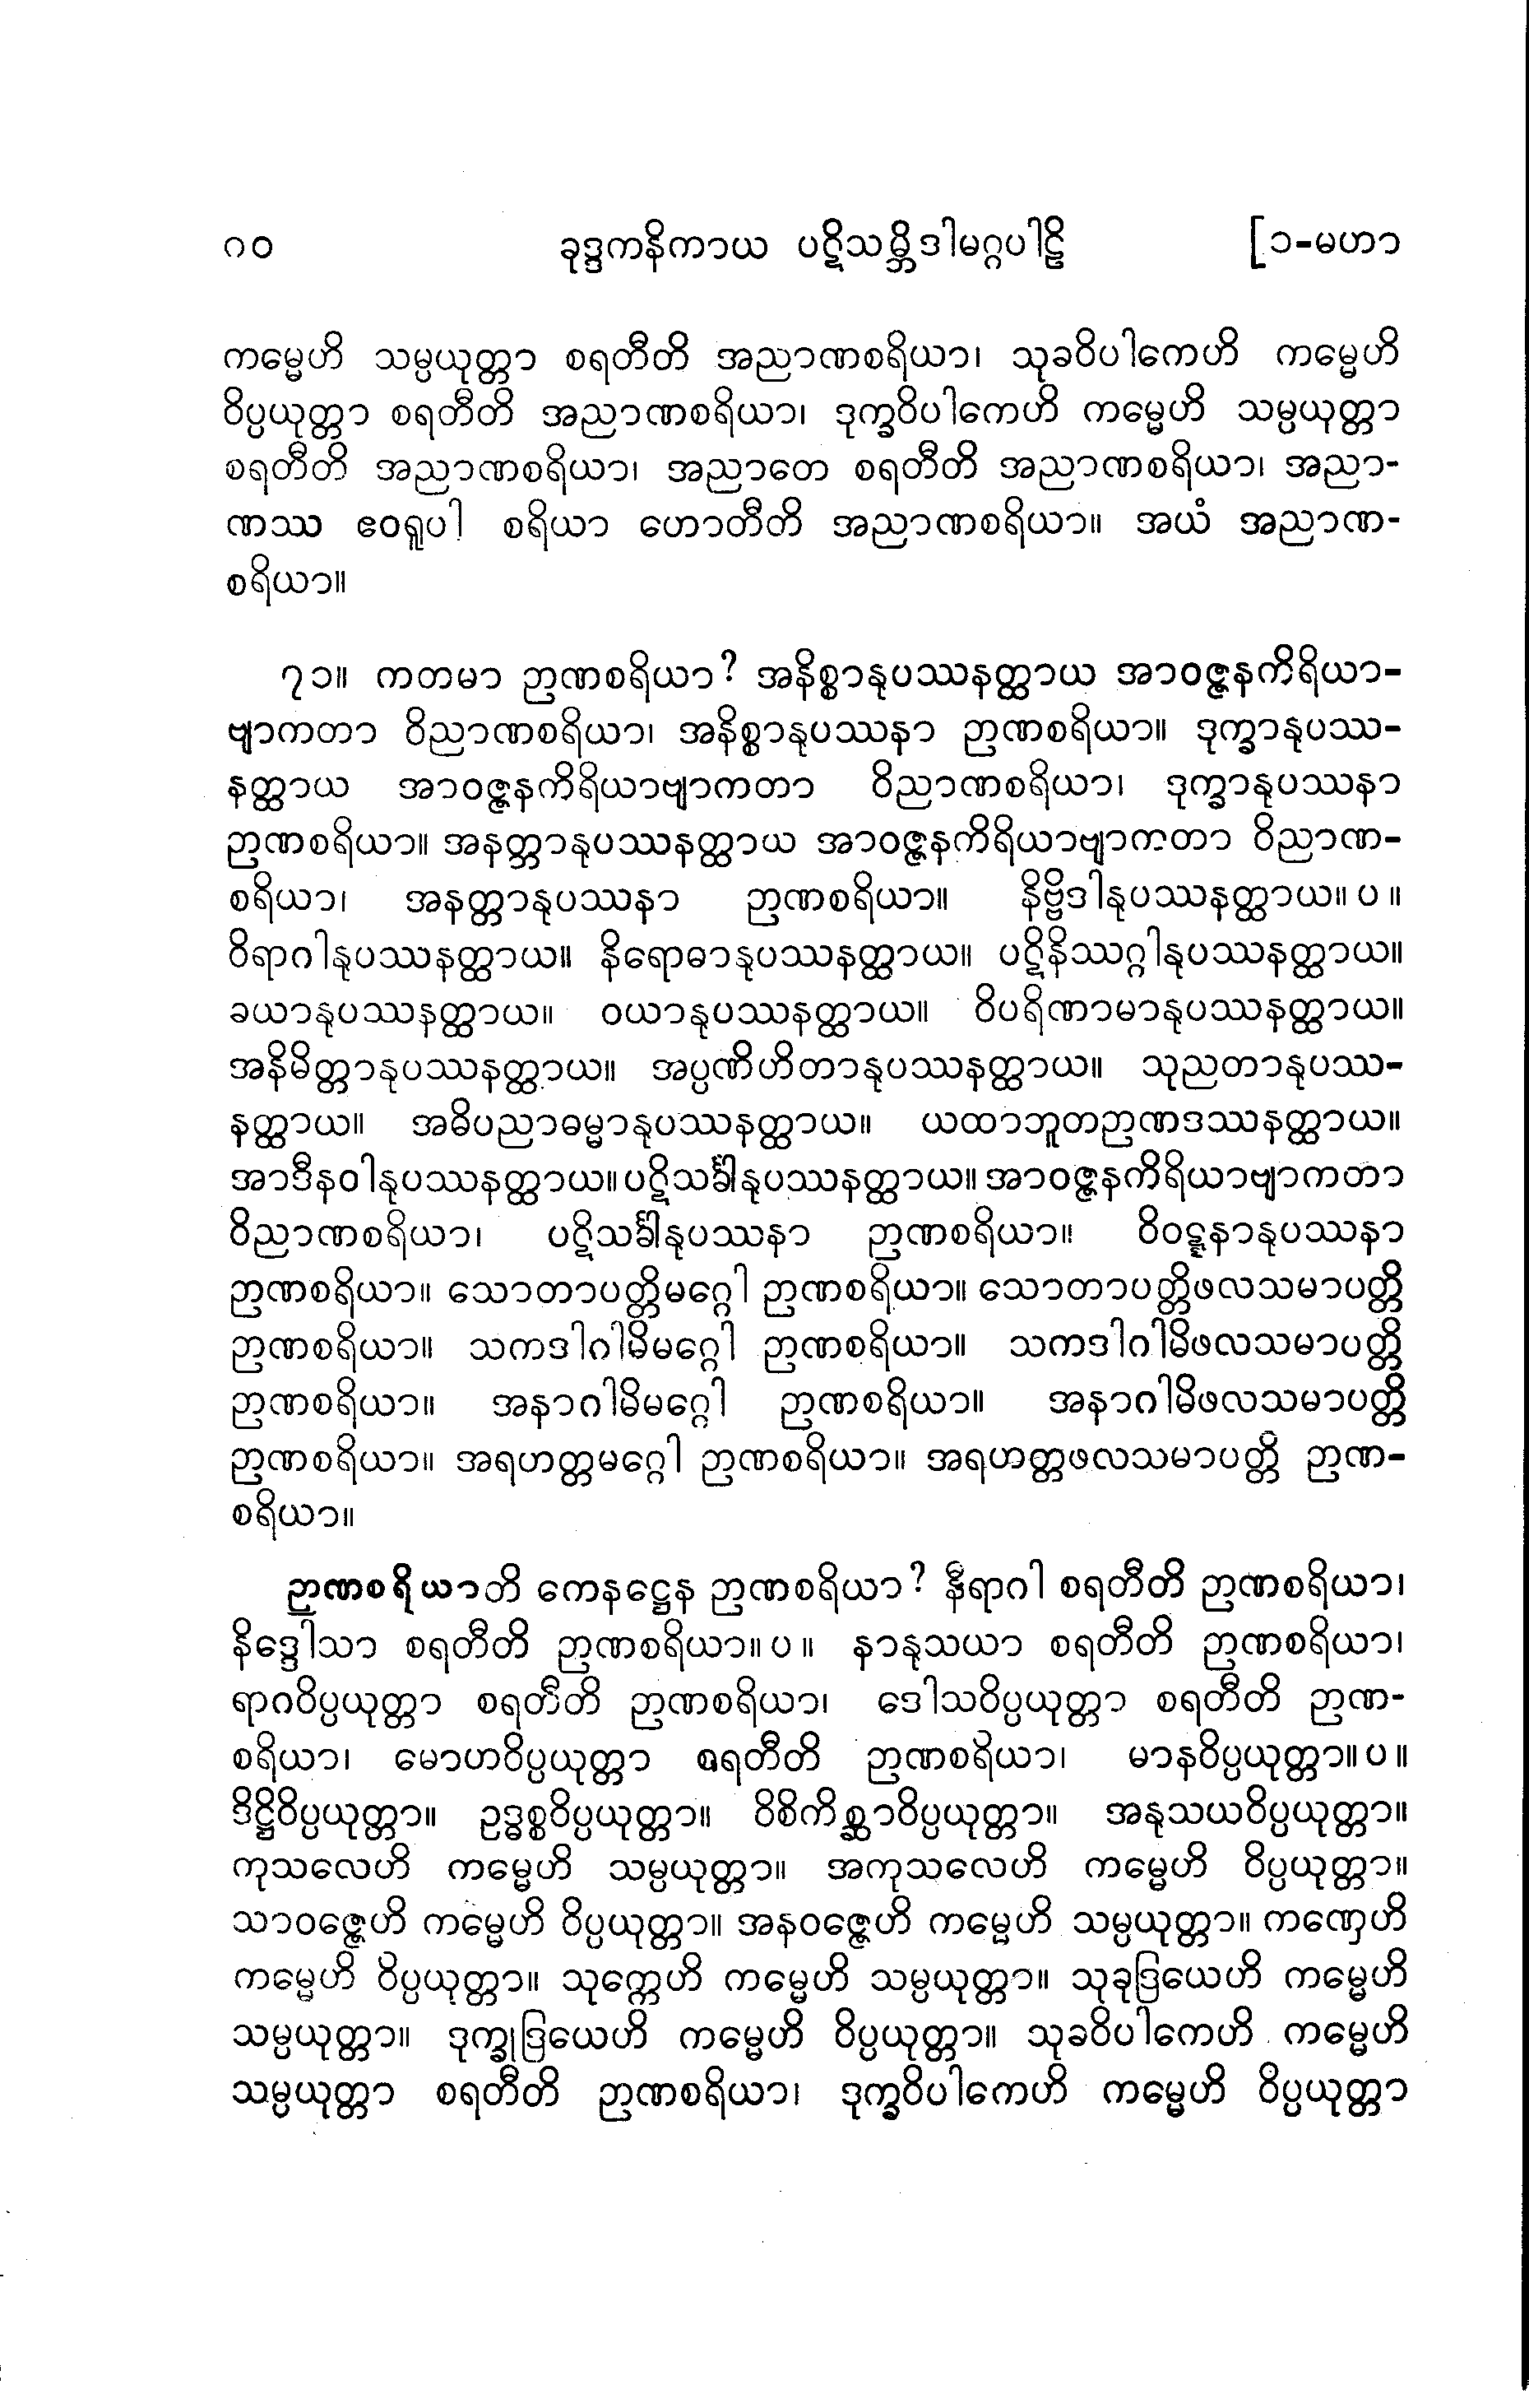 ၈၀ ခုဒ္ဒကနိကာယ ပဋိသမ္ဘိဒါမဂ္ဂပါဠိ [၁-မဟာ
ကမ္မေဟိ သမ္ပယုတ္တာ စရတီတိ အညာဏစရိယာ၊ သုခဝိပါကေဟိ ကမ္မေဟိ
ဝိပ္ပယုတ္တာ စရတီတိ အညာဏစရိယာ၊ ဒုက္ခဝိပါကေဟိ ကမ္မေဟိ သမ္ပယုတ္တာ
စရတီတိ အညာဏစရိယာ၊ အညာတေ စရတီတိ အညာဏစရိယာ၊ အညာ-
ဏဿ ဧဝရူပါ စရိယာ ဟောတီတိ အညာဏစရိယာ။ အယံ အညာဏ-
စရိယာ။
၇၁။ ကတမာ ဉာဏစရိယာ? အနိစ္စာနုပဿနတ္ထာယ အာဝဇ္ဇနကိရိယာ-
ဗျာကတာ ဝိညာဏစရိယာ၊ အနိစ္စာနုပဿနာ ဉာဏစရိယာ။ ဒုက္ခာနုပဿ-
နတ္ထာယ အာဝဇ္ဇနကိရိယာဗျာကတာ ဝိညာဏစရိယာ၊ ဒုက္ခာနုပဿနာ
ဉာဏစရိယာ။ အနတ္တာနုပဿနတ္ထာယ အာဝဇ္ဇနကိရိယာဗျာကတာ ဝိညာဏ-
စရိယာ၊ အနတ္တာနုပဿနာ ဉာဏစရိယာ။ နိဗ္ဗိဒါနုပဿနတ္ထာယ။ ပ ။
ဝိရာဂါနုပဿနတ္ထာယ။ နိရောဓာနုပဿနတ္ထာယ။ ပဋိနိဿဂ္ဂါနုပဿနတ္ထာယ။
ခယာနုပဿနတ္ထာယ။ ဝယာနုပဿနတ္ထာယ။ ဝိပရိဏာမာနုပဿနတ္ထာယ။
အနိမိတ္တာနုပဿနတ္ထာယ။ အပ္ပဏိဟိတာနုပဿနတ္ထာယ။ သုညတာနုပဿ-
နတ္ထာယ။ အဓိပညာဓမ္မာနုပဿနတ္ထာယ။ ယထာဘူတဉာဏဒဿနတ္ထာယ။
အာဒီနဝါနုပဿနတ္ထာယ။ ပဋိသင်္ခါနုပဿနတ္ထာယ။ အာဝဇ္ဇနကိရိယာဗျာကတာ
ဝိညာဏစရိယာ၊ ပဋိသင်္ခါနုပဿနာ ဉာဏစရိယာ။ ဝိဝဋ္ဋနာနုပဿနာ
ဉာဏစရိယာ။ သောတာပတ္တိမဂ္ဂေါ ဉာဏစရိယာ။ သောတာပတ္တိဖလသမာပတ္တိ
ဉာဏစရိယာ။ သကဒါဂါမိမဂ္ဂေါ ဉာဏစရိယာ။ သကဒါဂါမိဖလသမာပတ္တိ
ဉာဏစရိယာ။ အနာဂါမိမဂ္ဂေါ ဉာဏစရိယာ။ အနာဂါမိဖလသမာပတ္တိ
ဉာဏစရိယာ။ အရဟတ္တမဂ္ဂေါ ဉာဏစရိယာ။ အရဟတ္တဖလသမာပတ္တိ ဉာဏ-
စရိယာ။
ဉာဏစရိယာတိ ကေနဋ္ဌေန ဉာဏစရိယာ? နီရာဂါ စရတီတိ ဉာဏစရိယာ၊
နိဒ္ဒေါသာ စရတီတိ ဉာဏစရိယာ။ ပ ။ နာနုသယာ စရတီတိ ဉာဏစရိယာ၊
ရာဂဝိပ္ပယုတ္တာ စရတီတိ ဉာဏစရိယာ၊ ဒေါသဝိပ္ပယုတ္တာ စရတီတိ ဉာဏ-
စရိယာ၊ မောဟဝိပ္ပယုတ္တာ စရတီတိ ဉာဏစရိယာ၊ မာနဝိပ္ပယုတ္တာ။ ပ ။
ဒိဋ္ဌိဝိပ္ပယုတ္တာ။ ဥဒ္ဓစ္စဝိပ္ပယုတ္တာ။ ဝိစိကိစ္ဆာဝိပ္ပယုတ္တာ။ အနုသယဝိပ္ပယုတ္တာ။
ကုသလေဟိ ကမ္မေဟိ သမ္ပယုတ္တာ။ အကုသလေဟိ ကမ္မေဟိ ဝိပ္ပယုတ္တာ။
သာဝဇ္ဇေဟိ ကမ္မေဟိ ဝိပ္ပယုတ္တာ။ အနဝဇ္ဇေဟိ ကမ္မေဟိ သမ္ပယုတ္တာ။ ကဏှေဟိ
ကမ္မေဟိ ဝိပ္ပယုတ္တာ။ သုက္ကေဟိ ကမ္မေဟိ သမ္ပယုတ္တာ။ သုခုဒြယေဟိ ကမ္မေဟိ
သမ္ပယုတ္တာ။ ဒုက္ခုဒြယေဟိ ကမ္မေဟိ ဝိပ္ပယုတ္တာ။ သုခဝိပါကေဟိ ကမ္မေဟိ
သမ္ပယုတ္တာ စရတီတိ ဉာဏစရိယာ၊ ဒုက္ခဝိပါကေဟိ ကမ္မေဟိ ဝိပ္ပယုတ္တာ